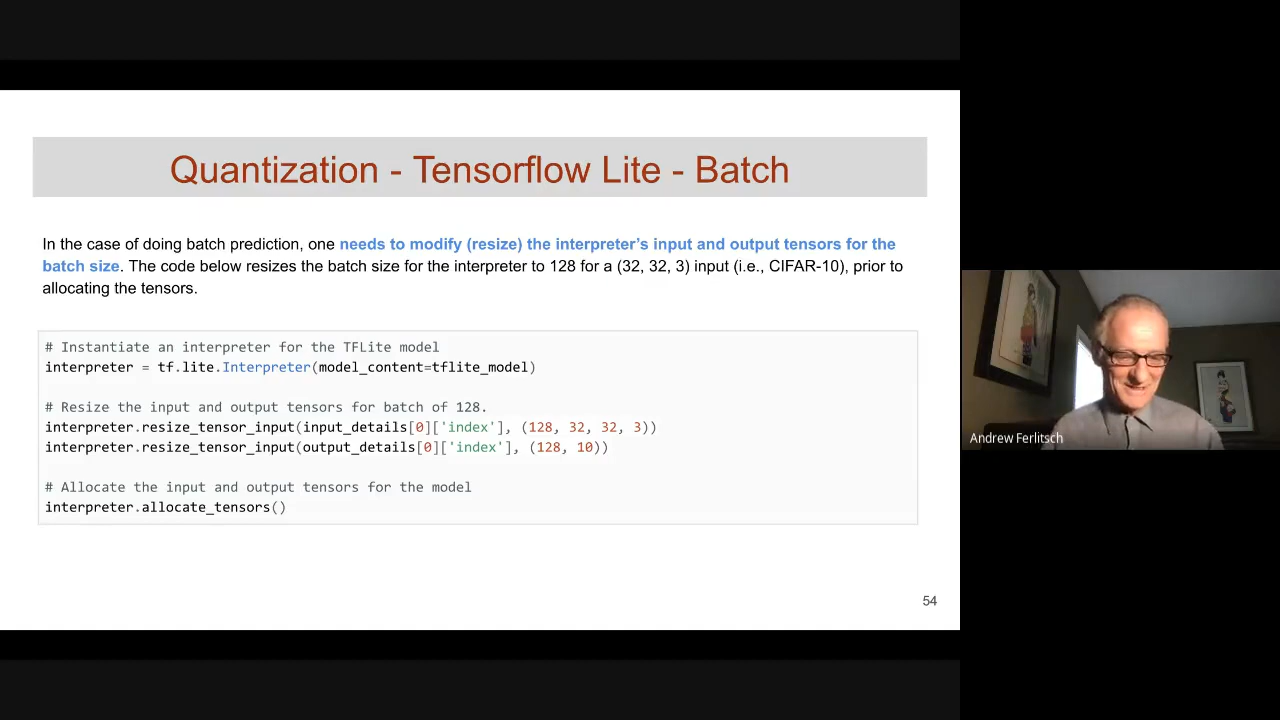 Quantization - Tensorflow Lite - Batch
In the case of doing batch prediction, one needs to modify (resize) the interpreter's input and output tensors for the
batch size. The code below resizes the batch size for the interpreter to 128 for a (32, 32, 3) input (i.e., CIFAR-10), prior to
allocating the tensors.
# Instantiate an interpreter for the TFLite model
interpreter = tf.lite.Interpreter(model_content=tflite_model)
# Resize the input and output tensors for batch of 128.
interpreter.resize_tensor_input(input_details[0]['index'], (128, 32, 32, 3))
interpreter.resize_tensor_input(output_details[0]['index'], (128, 10))
# Allocate the input and output tensors for the model
interpreter.allocate_tensors()
54
Andrew Ferlitsch